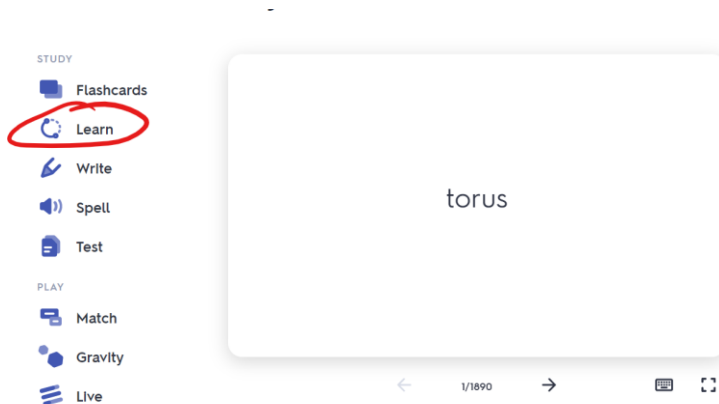 STUDY
Flashcards
Learn
Write
Spell
Test
PLAY
Match
Gravity
Live
torus
1/1890